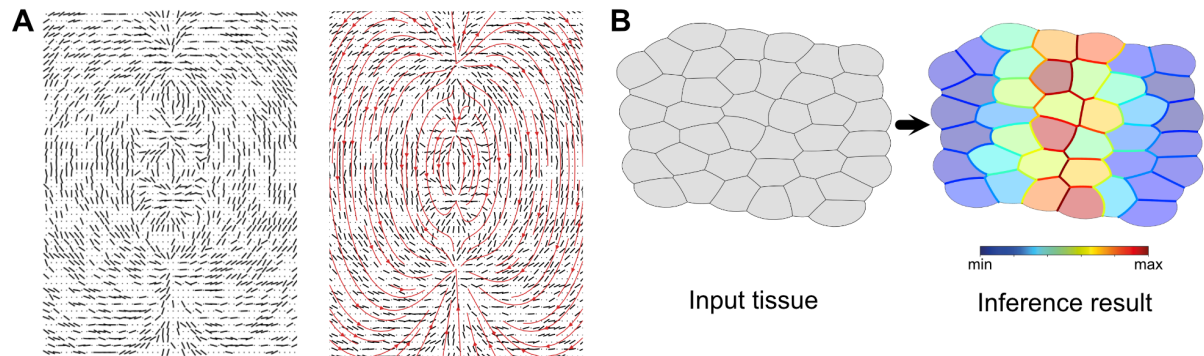 A
B
min
max
Input tissue
Inference result